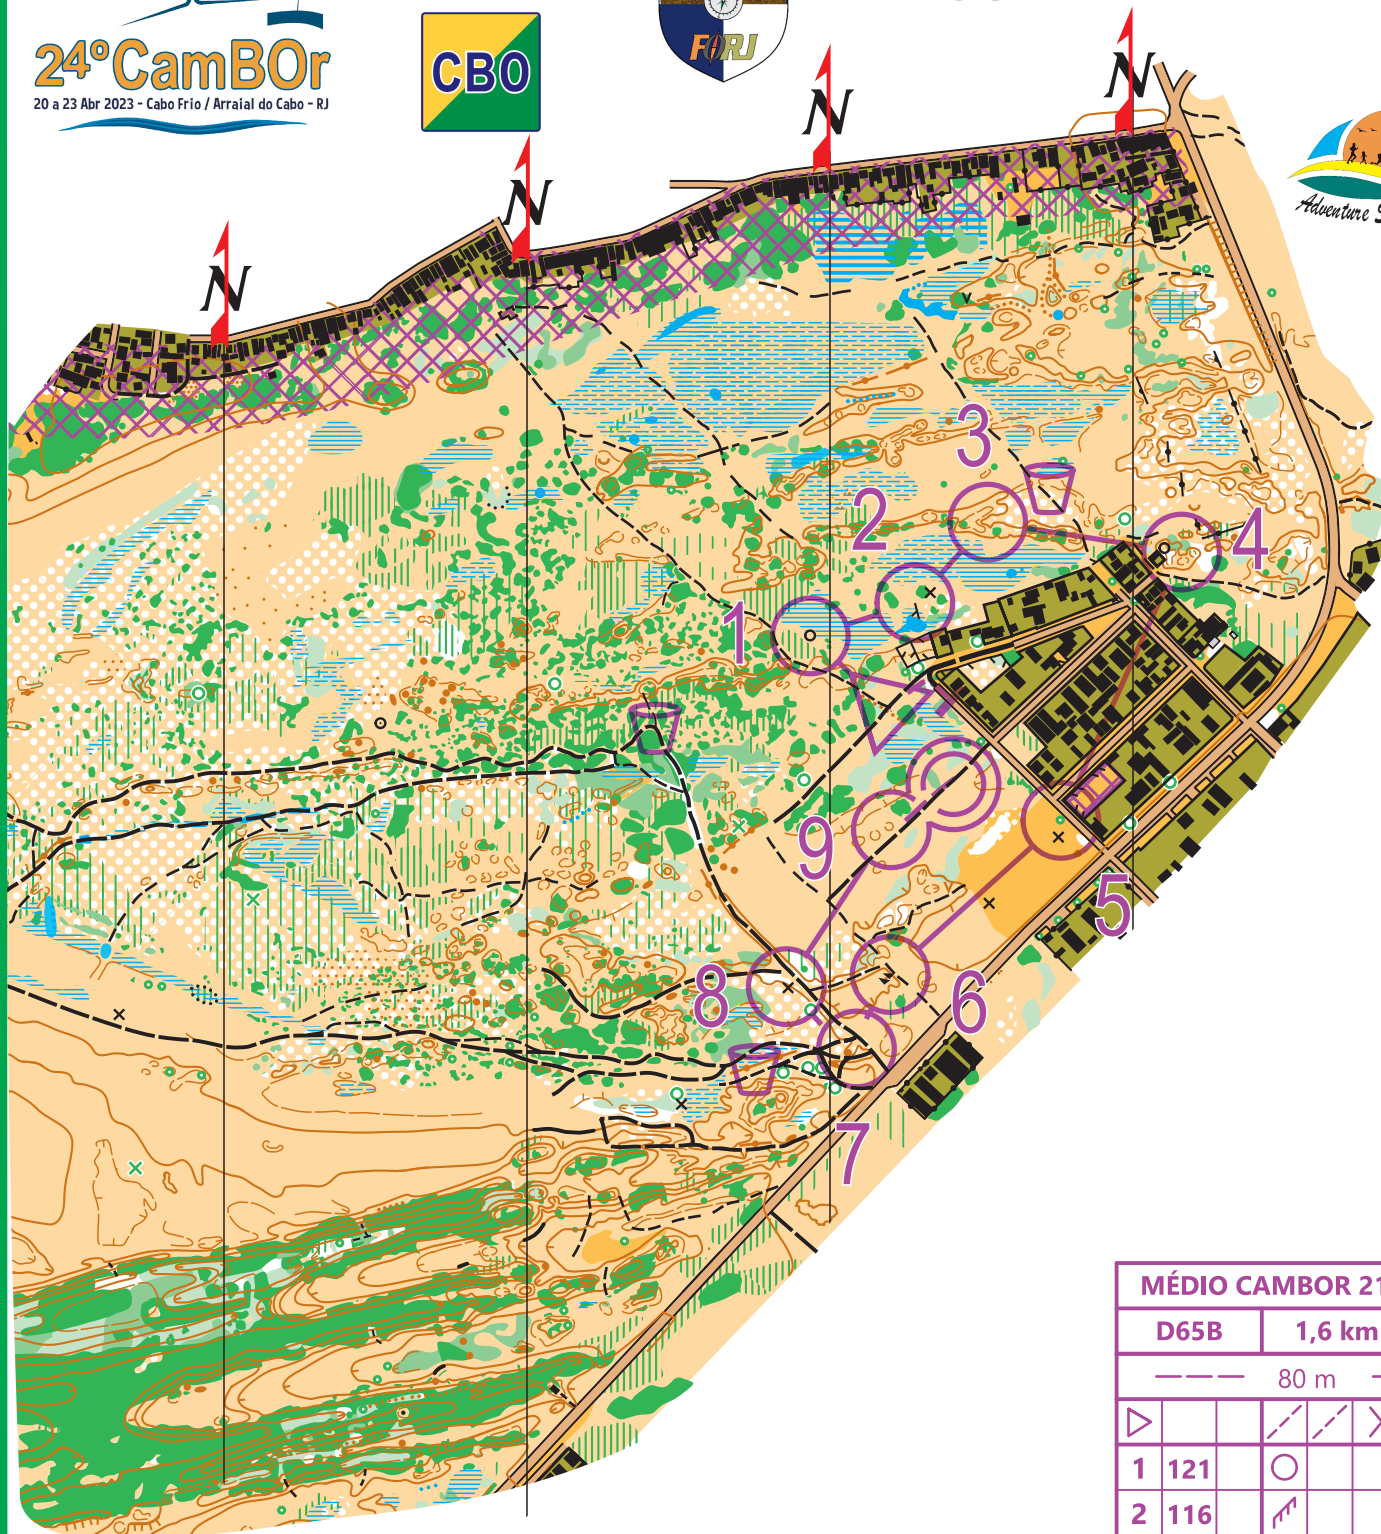 24ºCamBOr
20 a 23 Abr 2023 - Cabo Frio / Arraial do Cabo - RJ
CBO
FORJ
Adventure
N
N
N
N
1
2
3
4
5
6
7
8
9
MÉDIO CAMBOR 21
D65B 1,6 km
80 m
1 121
2 116